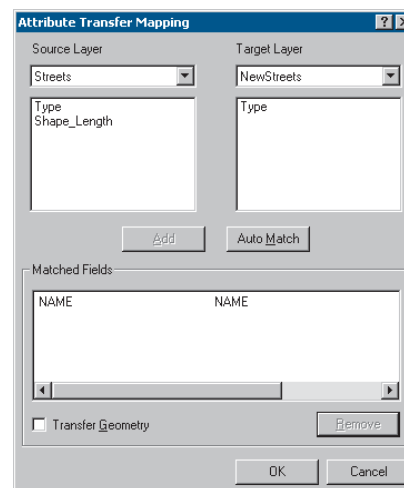 Attribute Transfer Mapping
Source Layer Target Layer
Streets NewStreets
Type Type
Shape_Length
Add Auto Match
Matched Fields
NAME NAME
Transfer Geometry Remove
OK Cancel